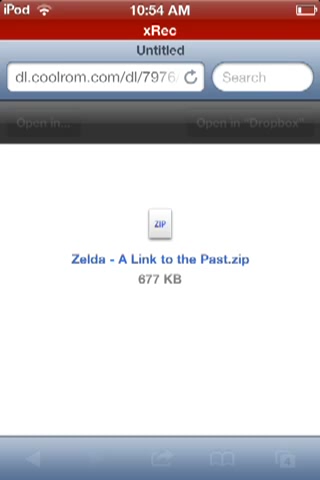 iPod 10:54 AM
xRec
Untitled
dl.coolrom.com/dl/7976 Search
Open in... Open in "Dropbox"
ZIP
Zelda - A Link to the Past.zip
677 KB
4